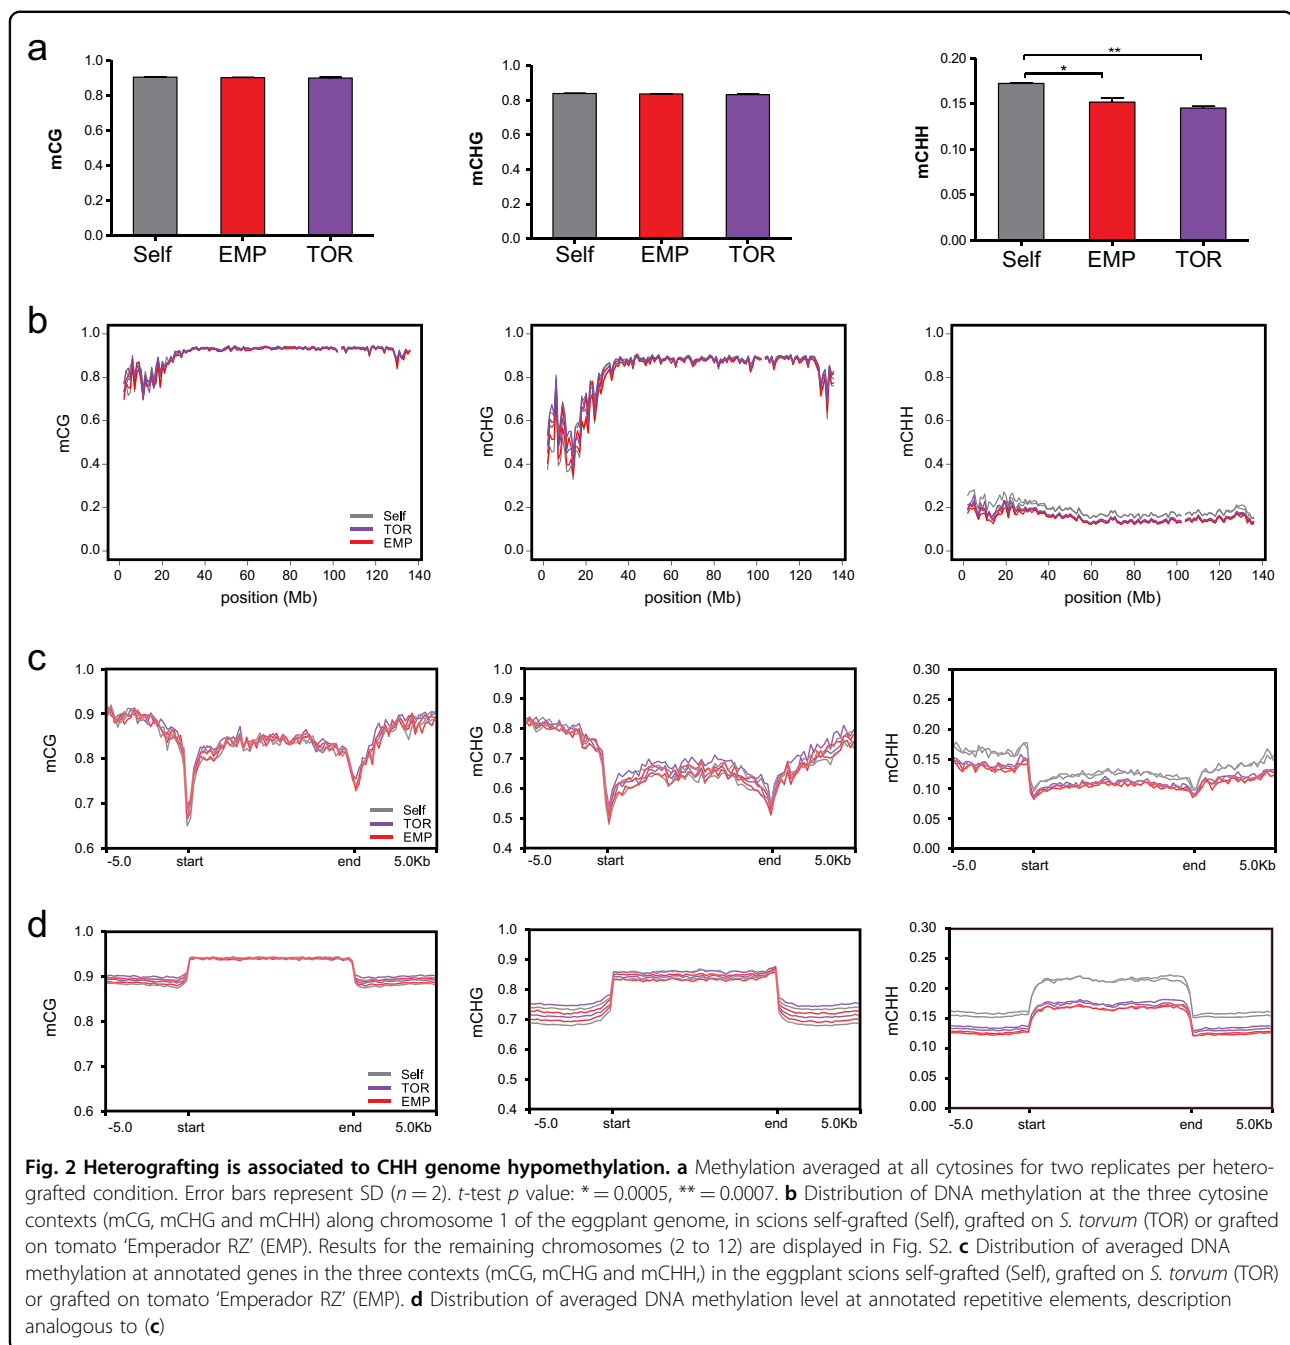 a
1.0
0.8
0.6
0.4
0.2
0.0
mCG
Self EMP TOR
1.0
0.8
0.6
0.4
0.2
0.0
mCHG
Self EMP TOR
0.20
0.15
0.10
0.05
0.00
mCHH
**
*
Self EMP TOR
b
1.0
0.8
0.6
0.4
0.2
0.0
mCG
Self
TOR
EMP
0 20 40 60 80 100 120 140
position (Mb)
1.0
0.8
0.6
0.4
0.2
0.0
mCHG
0 20 40 60 80 100 120 140
position (Mb)
1.0
0.8
0.6
0.4
0.2
0.0
mCHH
0 20 40 60 80 100 120 140
position (Mb)
c
1.0
0.9
0.8
0.7
0.6
mCG
Self
TOR
EMP
-5.0 start end 5.0Kb
1.0
0.9
0.8
0.7
0.6
0.5
0.4
mCHG
-5.0 start end 5.0Kb
0.30
0.25
0.20
0.15
0.10
0.05
0.00
mCHH
-5.0 start end 5.0Kb
d
1.0
0.9
0.8
0.7
0.6
mCG
Self
TOR
EMP
-5.0 start end 5.0Kb
1.0
0.9
0.8
0.7
0.6
0.5
0.4
mCHG
-5.0 start end 5.0Kb
0.30
0.25
0.20
0.15
0.10
0.05
0.00
mCHH
-5.0 start end 5.0Kb
Fig. 2 Heterografting is associated to CHH genome hypomethylation. a Methylation averaged at all cytosines for two replicates per hetero-
grafted condition. Error bars represent SD (n = 2). t-test p value: * = 0.0005, ** = 0.0007. b Distribution of DNA methylation at the three cytosine
contexts (mCG, mCHG and mCHH) along chromosome 1 of the eggplant genome, in scions self-grafted (Self), grafted on S. torvum (TOR) or grafted
on tomato ‘Emperador RZ’ (EMP). Results for the remaining chromosomes (2 to 12) are displayed in Fig. S2. c Distribution of averaged DNA
methylation at annotated genes in the three contexts (mCG, mCHG and mCHH,) in the eggplant scions self-grafted (Self), grafted on S. torvum (TOR)
or grafted on tomato ‘Emperador RZ’ (EMP). d Distribution of averaged DNA methylation level at annotated repetitive elements, description
analogous to (c)